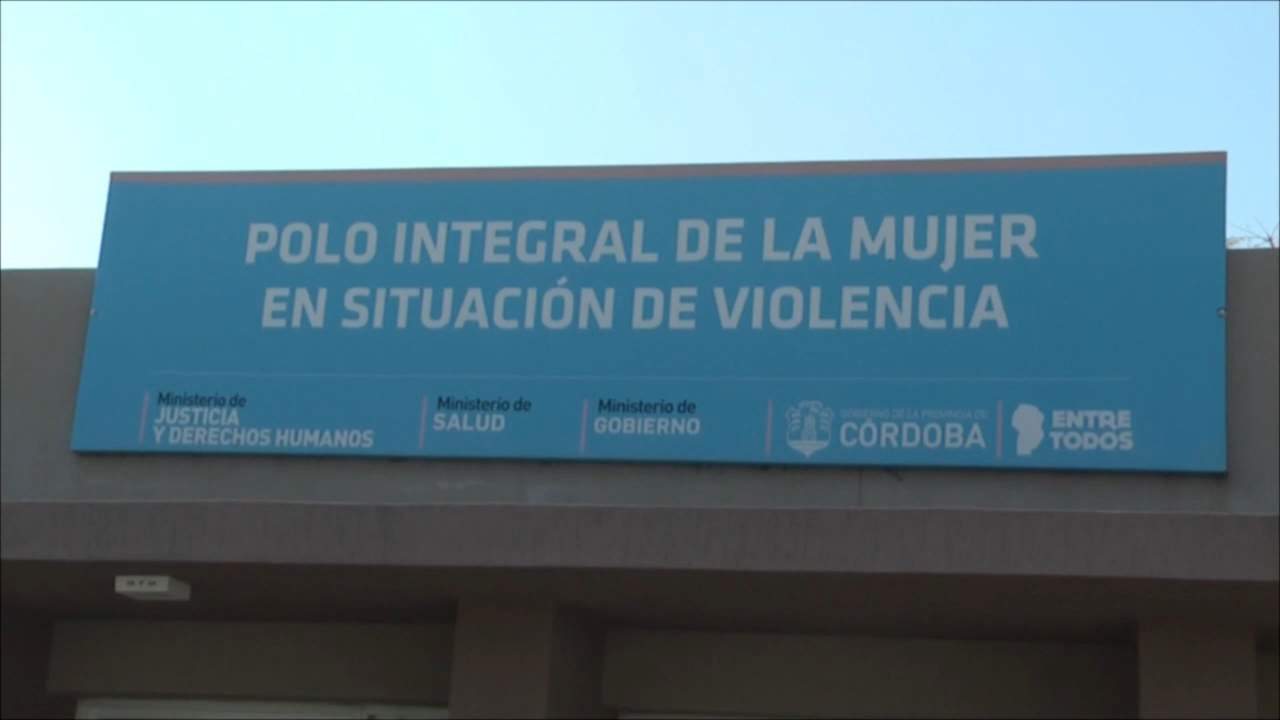 POLO INTEGRAL DE LA MUJER
EN SITUACIÓN DE VIOLENCIA
Ministerio de
JUSTICIA
Y DERECHOS HUMANOS
Ministerio de
SALUD
Ministerio de
GOBIERNO
GOBIERNO DE LA PROVINCIA DE
CÓRDOBA
ENTRE
TODOS